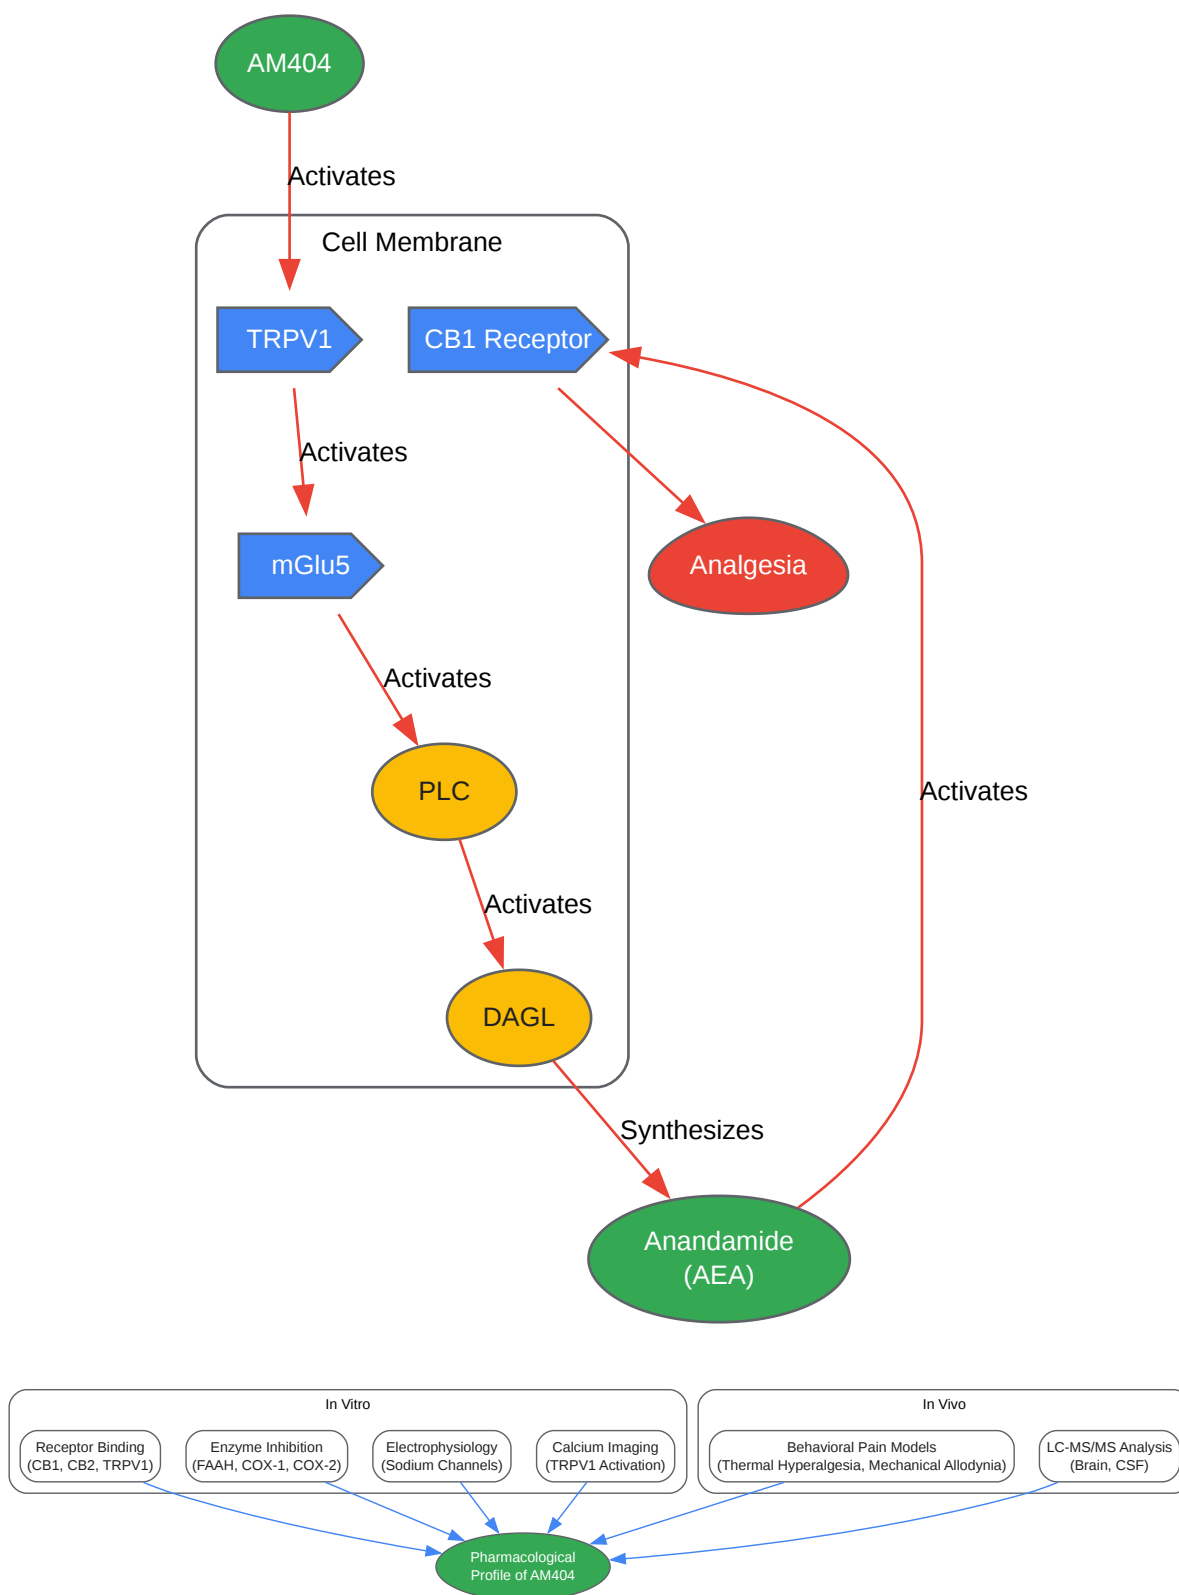 AM404
Activates
Cell Membrane
TRPV1
CB1 Receptor
Activates
mGlu5
Analgesia
Activates
PLC
Activates
Activates
DAGL
Synthesizes
Anandamide
(AEA)
In Vitro
Receptor Binding
(CB1, CB2, TRPV1)
Enzyme Inhibition
(FAAH, COX-1, COX-2)
Electrophysiology
(Sodium Channels)
Calcium Imaging
(TRPV1 Activation)
In Vivo
Behavioral Pain Models
(Thermal Hyperalgesia, Mechanical Allodynia)
LC-MS/MS Analysis
(Brain, CSF)
Pharmacological
Profile of AM404